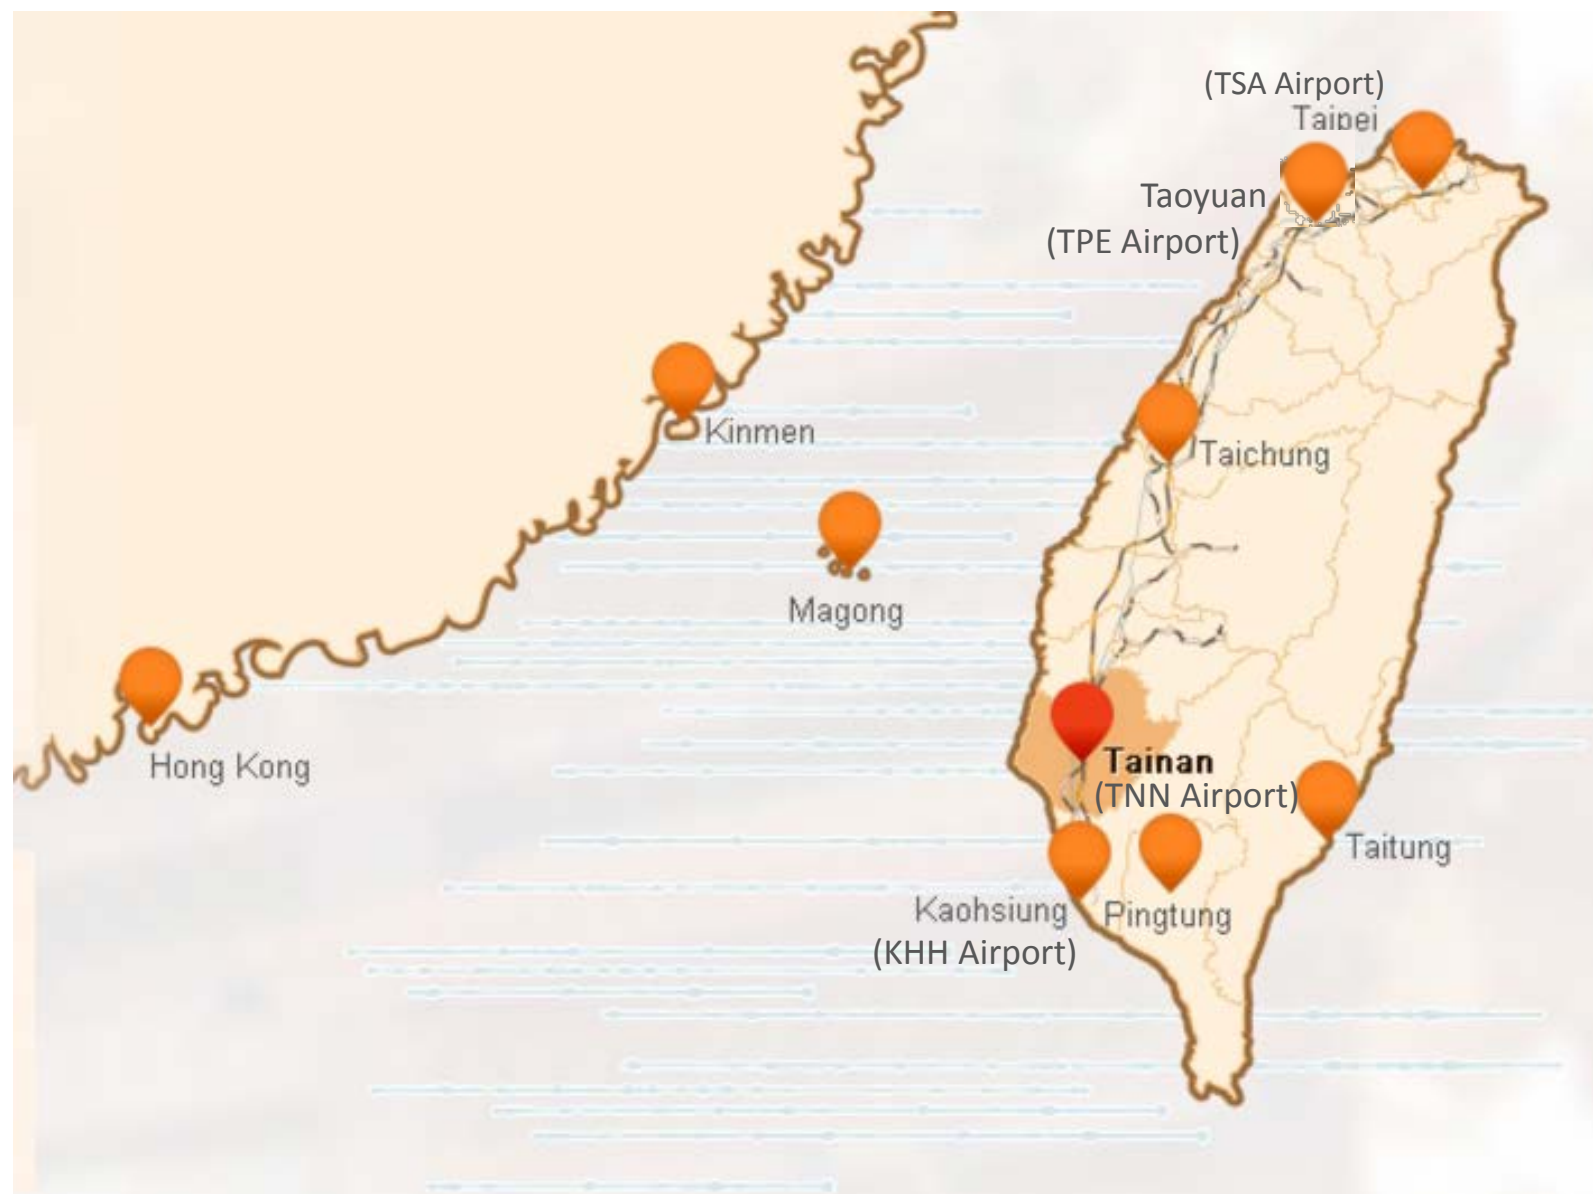 (TSA Airport)
Taipei
Taoyuan
(TPE Airport)
Kinmen
Taichung
Magong
Hong Kong
Tainan
(TNN Airport)
Taitung
Kaohsiung
Pingtung
(KHH Airport)